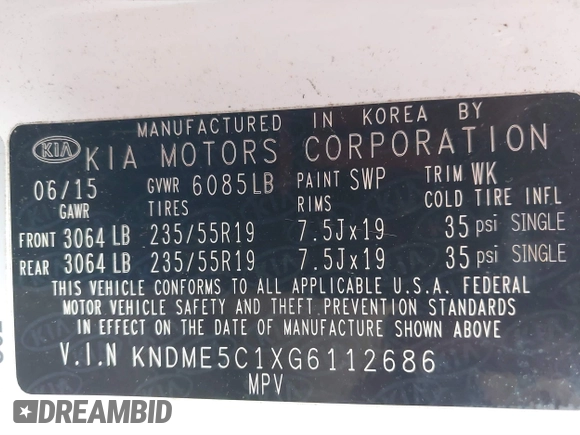 MANUFACTURED IN KOREA BY
KIA KIA MOTORS CORPORATION
06/15 GVWR 6085LB PAINT SWP TRIM WK
GAWR TIRES RIMS COLD TIRE INFL
FRONT 3064 LB 235/55R19 7.5Jx19 35 psi SINGLE
REAR 3064 LB 235/55R19 7.5Jx19 35 psi SINGLE
THIS VEHICLE CONFORMS TO ALL APPLICABLE U.S.A. FEDERAL
MOTOR VEHICLE SAFETY AND THEFT PREVENTION STANDARDS
IN EFFECT ON THE DATE OF MANUFACTURE SHOWN ABOVE
V.I.N KNDME5C1XG6112686
MPV
DREAMBID